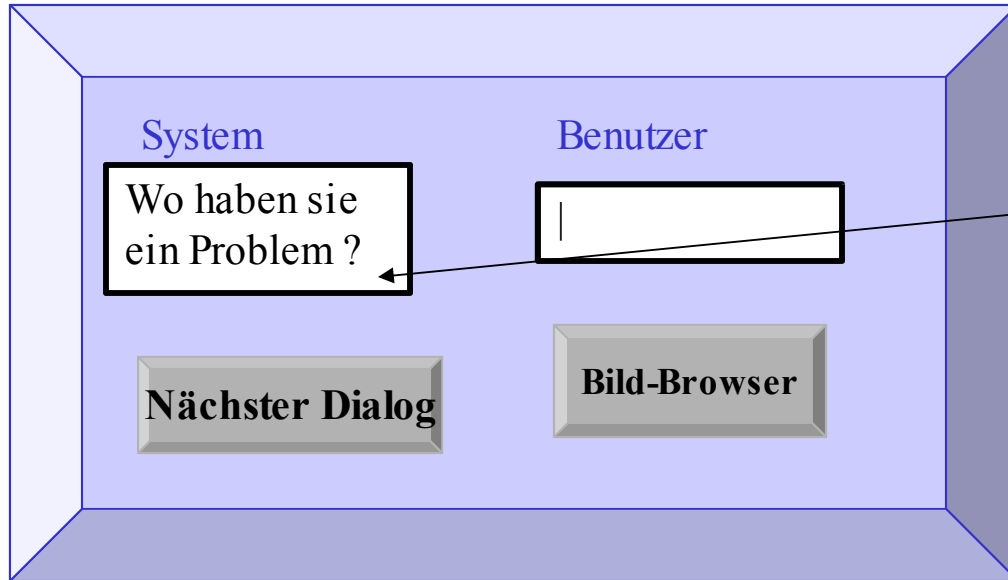 System
Benutzer
Wo haben sie
ein Problem ?
Nächster Dialog
Bild-Browser